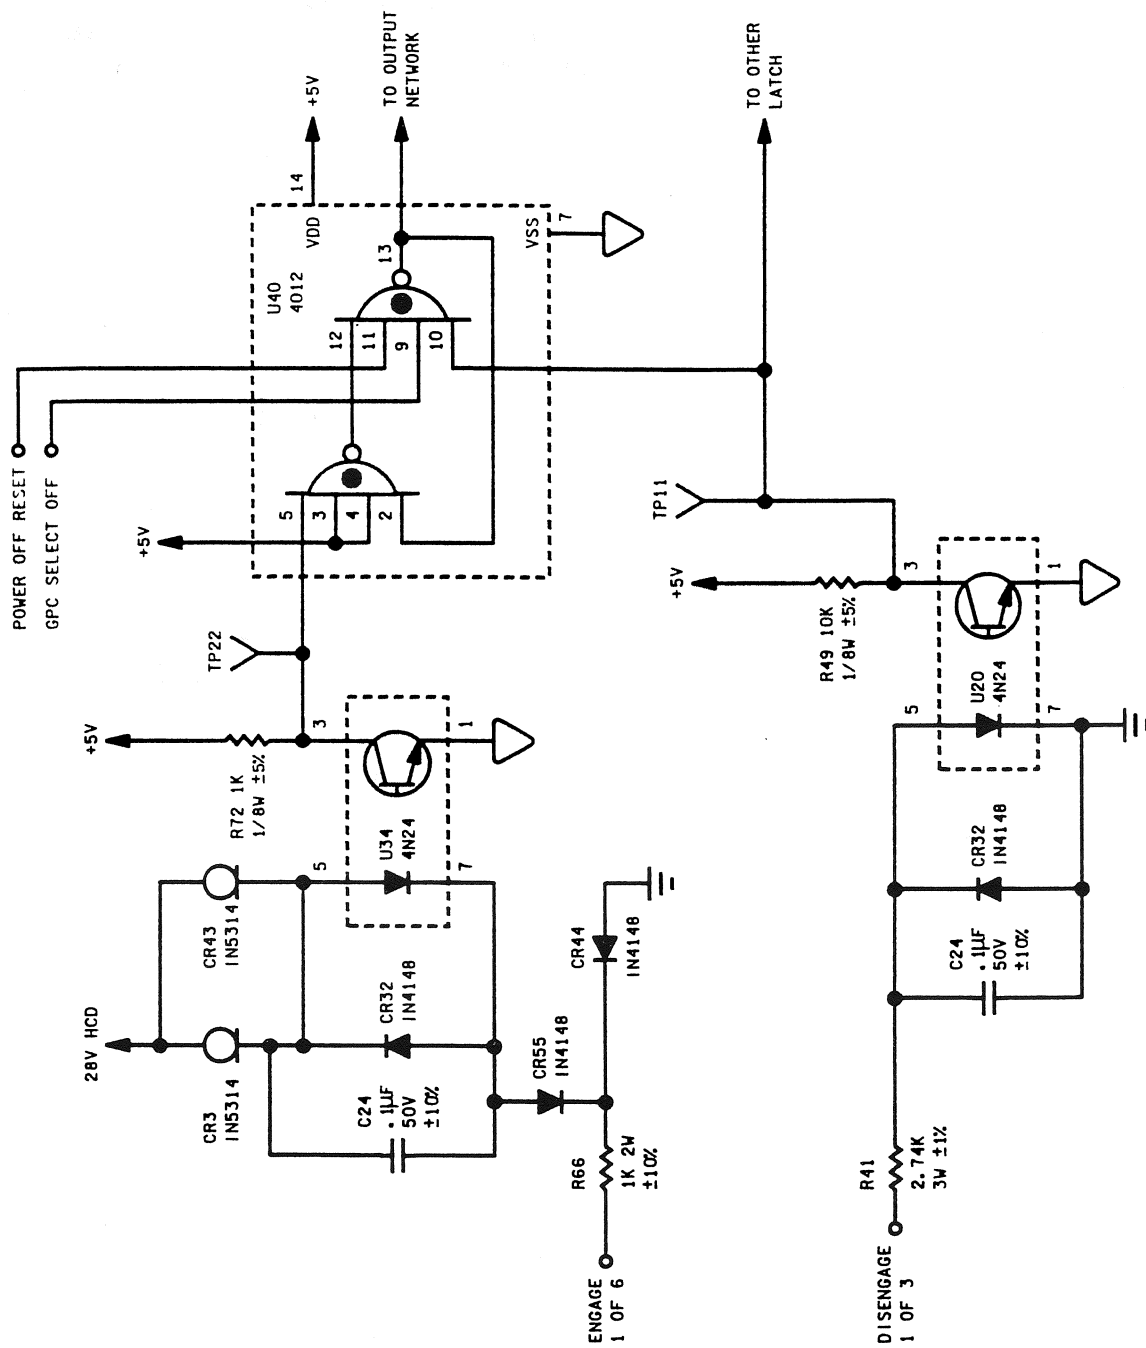 POWER OFF RESET
GPC SELECT OFF
+5V
14
VDD
U40
4012
TO OUTPUT
NETWORK
12
11
9
10
13
VSS
7
+5V
5
3
4
2
TP22
+5V
R72 1K
1/8W ±5%
3
1
U34
4N24
5
7
28V HCD
CR43
1N5314
CR3
1N5314
CR32
1N4148
C24
.1µF
50V
±10%
CR55
1N4148
CR44
1N4148
R66
1K 2W
±10%
ENGAGE
1 OF 6
TO OTHER
LATCH
TP11
+5V
R49 10K
1/8W ±5%
3
1
U20
4N24
5
7
CR32
1N4148
C24
.1µF
50V
±10%
R41
2.74K
3W ±1%
DISENGAGE
1 OF 3